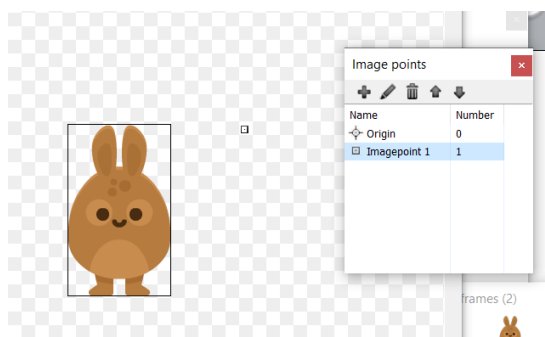 Image points
Name Number
Origin 0
Imagepoint 1 1
frames (2)